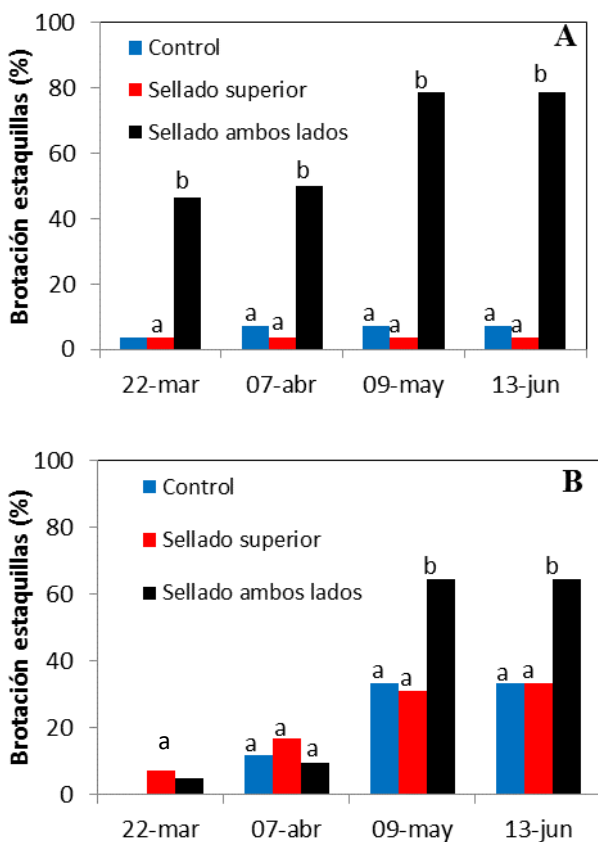 A
Brotación estaquillas (%)
100
80
60
40
20
0
Control
Sellado superior
Sellado ambos lados
a b
a a b
a a b
a a b
22-mar 07-abr 09-may 13-jun
B
Brotación estaquillas (%)
100
80
60
40
20
0
Control
Sellado superior
Sellado ambos lados
a
a a a
a a b
a a b
22-mar 07-abr 09-may 13-jun